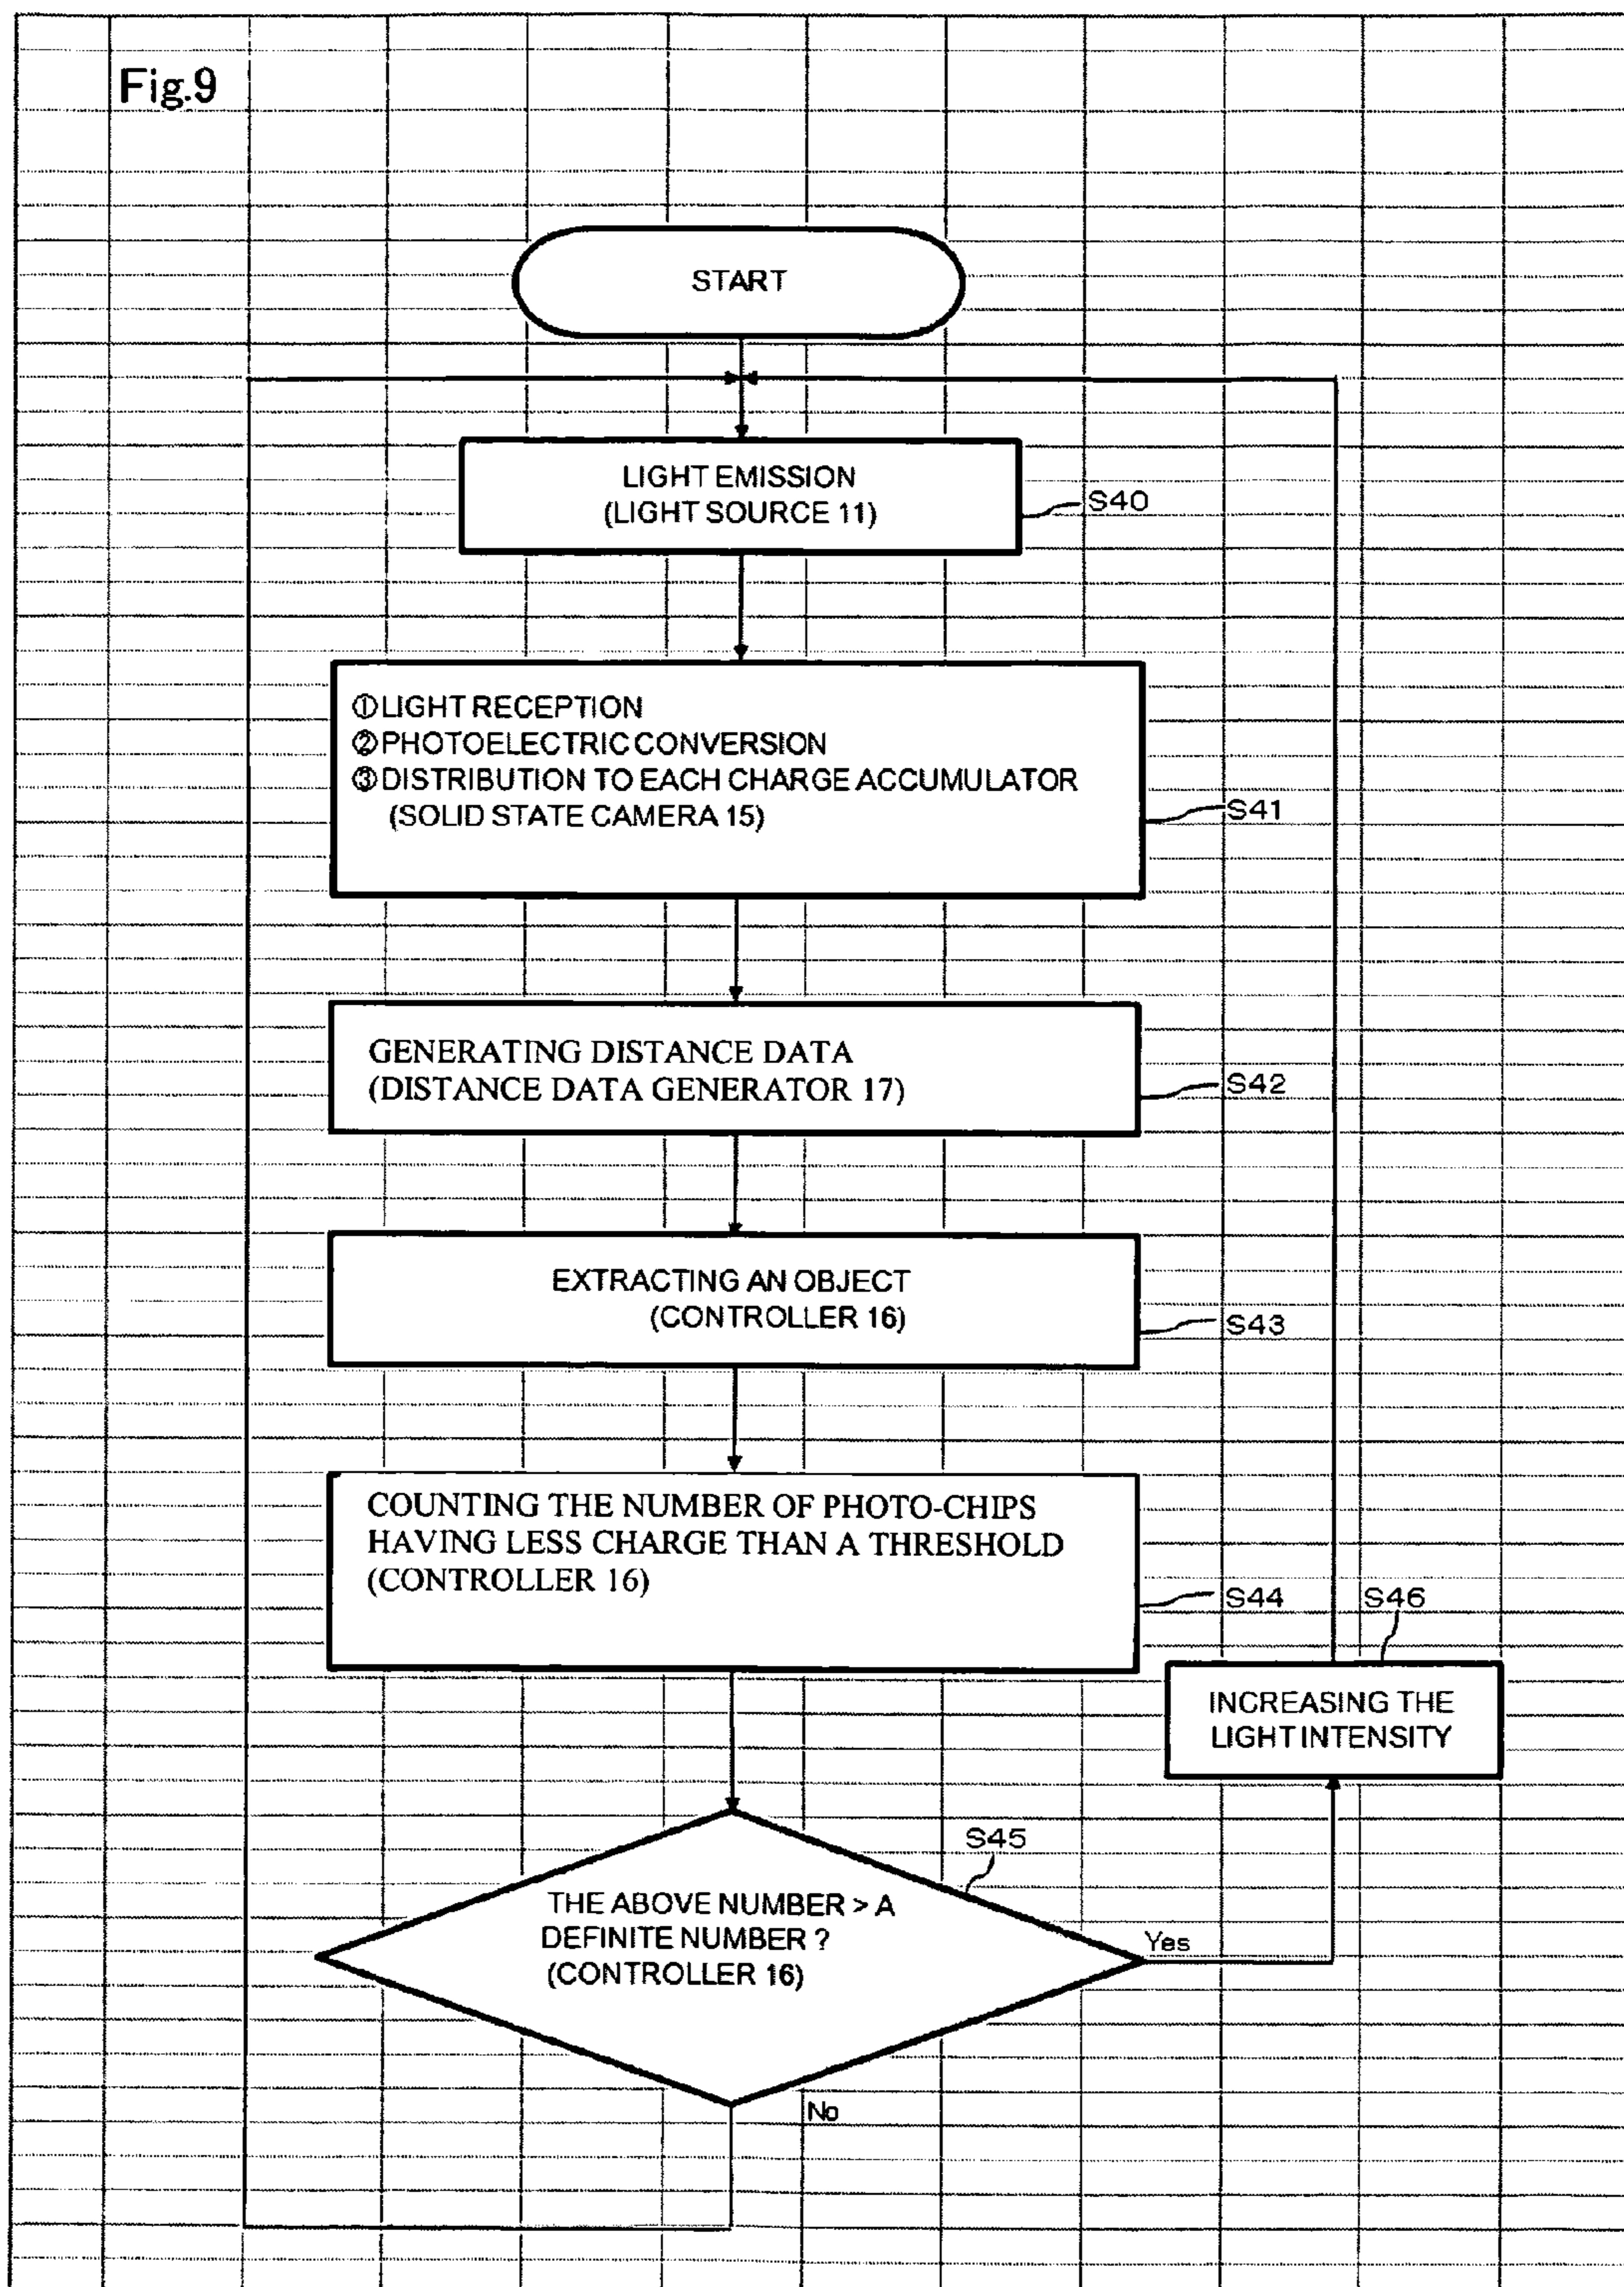 Fig.9
START
LIGHT EMISSION
(LIGHT SOURCE 11)
S40
①LIGHT RECEPTION
②PHOTOELECTRIC CONVERSION
③DISTRIBUTION TO EACH CHARGE ACCUMULATOR
(SOLID STATE CAMERA 15)
S41
GENERATING DISTANCE DATA
(DISTANCE DATA GENERATOR 17)
S42
EXTRACTING AN OBJECT
(CONTROLLER 16)
S43
COUNTING THE NUMBER OF PHOTO-CHIPS
HAVING LESS CHARGE THAN A THRESHOLD
(CONTROLLER 16)
S44
S46
INCREASING THE
LIGHT INTENSITY
S45
THE ABOVE NUMBER > A
DEFINITE NUMBER ?
(CONTROLLER 16)
Yes
No